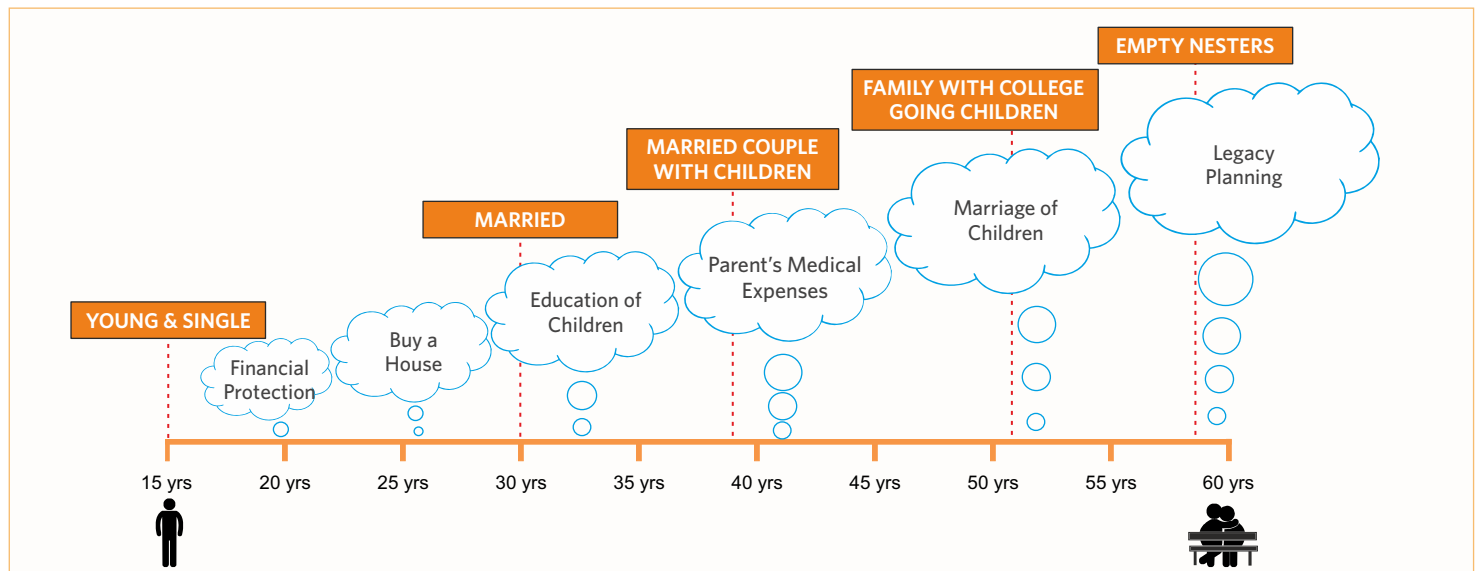 YOUNG & SINGLE
Financial
Protection
Buy a
House
MARRIED
Education of
Children
MARRIED COUPLE
WITH CHILDREN
Parent's Medical
Expenses
FAMILY WITH COLLEGE
GOING CHILDREN
Marriage of
Children
EMPTY NESTERS
Legacy
Planning
15 yrs
20 yrs
25 yrs
30 yrs
35 yrs
40 yrs
45 yrs
50 yrs
55 yrs
60 yrs